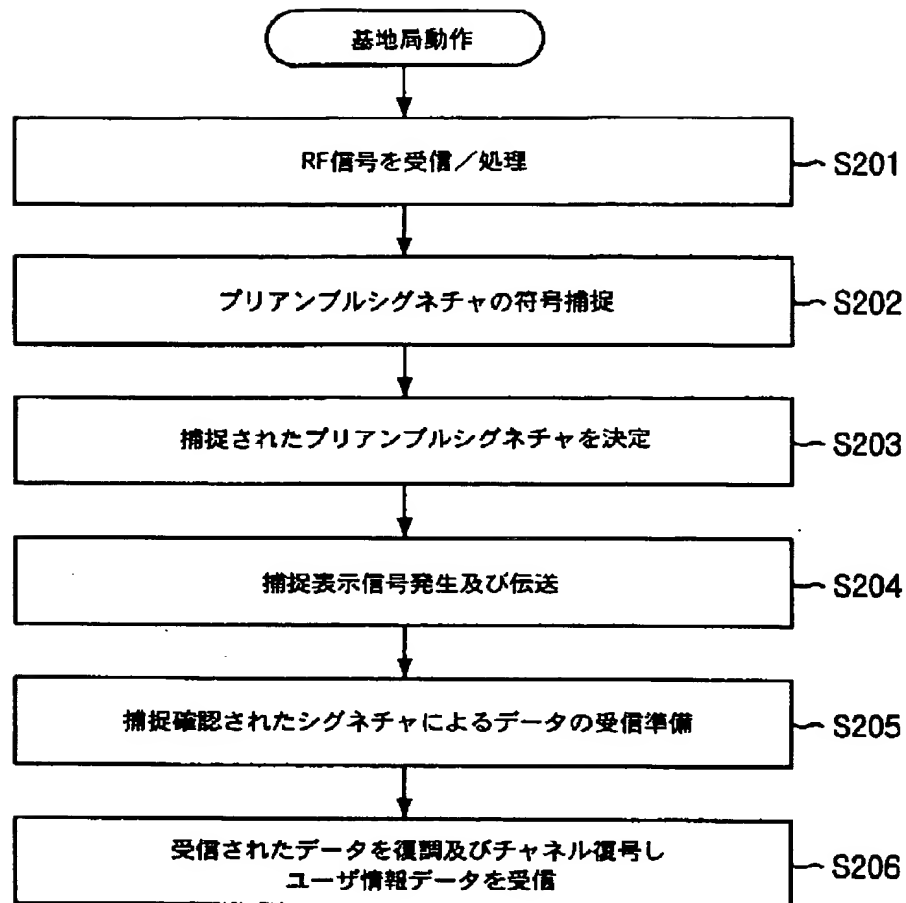 基地局動作
RF信号を受信／処理
S201
プリアンブルシグネチャの符号捕捉
S202
捕捉されたプリアンブルシグネチャを決定
S203
捕捉表示信号発生及び伝送
S204
捕捉確認されたシグネチャによるデータの受信準備
S205
受信されたデータを復調及びチャネル復号し
ユーザ情報データを受信
S206